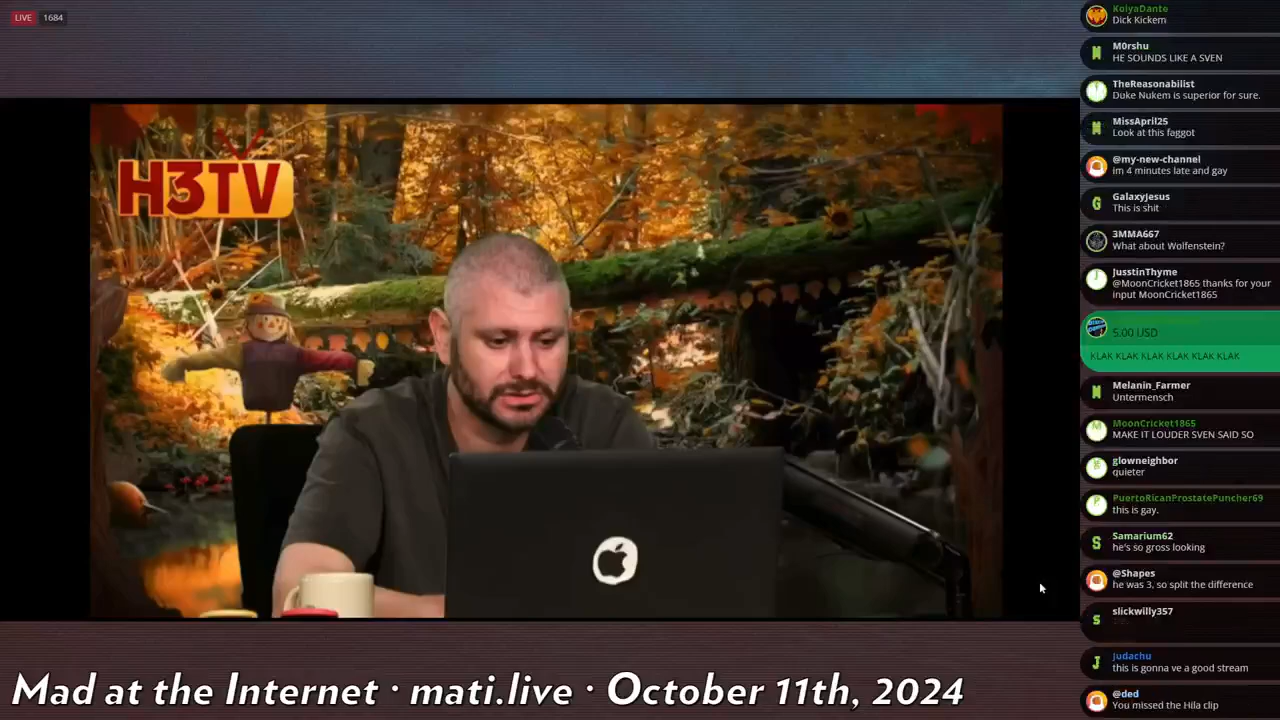 LIVE 1684
H3TV
KoiyaDante
Dick Kickem
M0rshu
HE SOUNDS LIKE A SVEN
TheReasonabilist
Duke Nukem is superior for sure.
MissApril25
Look at this faggot
@my-new-channel
im 4 minutes late and gay
GalaxyJesus
This is shit
3MMA667
What about Wolfenstein?
JusstinThyme
@MoonCricket1865 thanks for your
input MoonCricket1865
5.00 USD
KLAK KLAK KLAK KLAK KLAK KLAK
Melanin_Farmer
Untermensch
MoonCricket1865
MAKE IT LOUDER SVEN SAID SO
glowneighbor
quieter
PuertoRicanProstatePuncher69
this is gay.
Samarium62
he's so gross looking
@Shapes
he was 3, so split the difference
slickwilly357
Judachu
this is gonna ve a good stream
@ded
You missed the Hila clip
Mad at the Internet · mati.live · October 11th, 2024